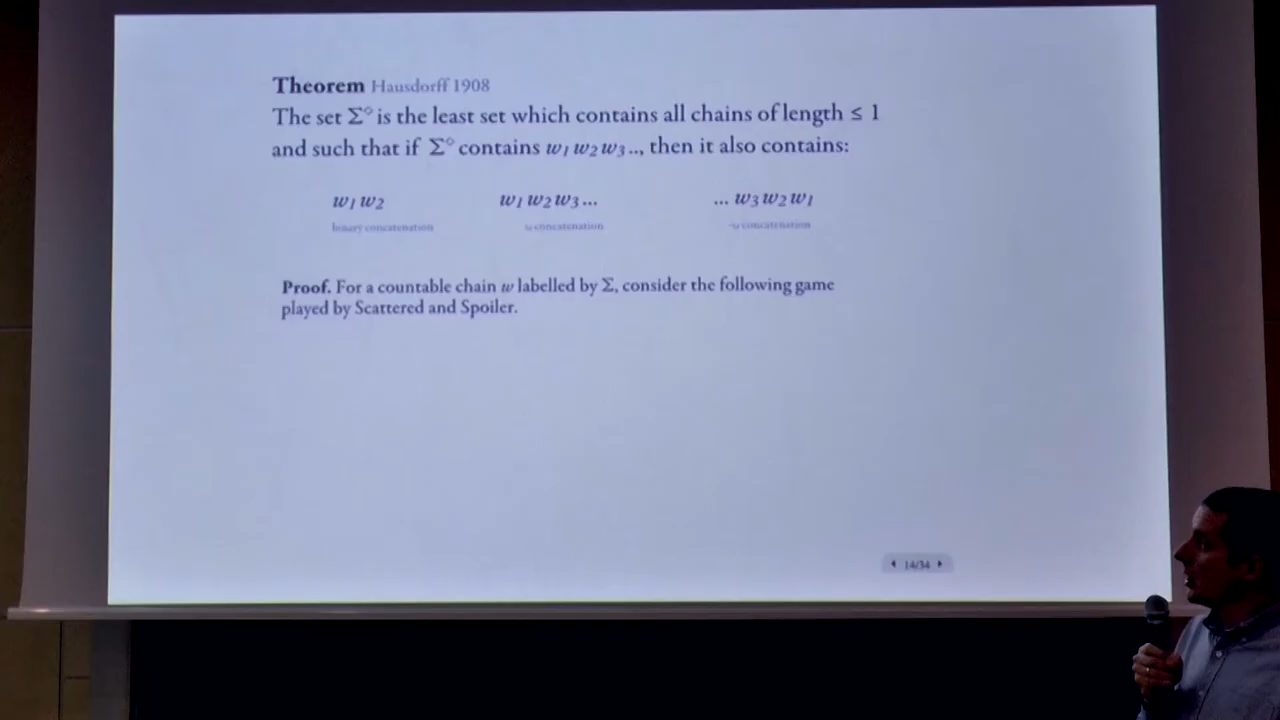 Theorem Hausdorff 1908
The set Σ° is the least set which contains all chains of length ≤ 1
and such that if Σ° contains w₁ w₂ w₃ .., then it also contains:
w₁ w₂ w₁ w₂ w₃ ... ... w₃ w₂ w₁
binary concatenation ω concatenation -ω concatenation
Proof. For a countable chain w labelled by Σ, consider the following game
played by Scattered and Spoiler.
14/34